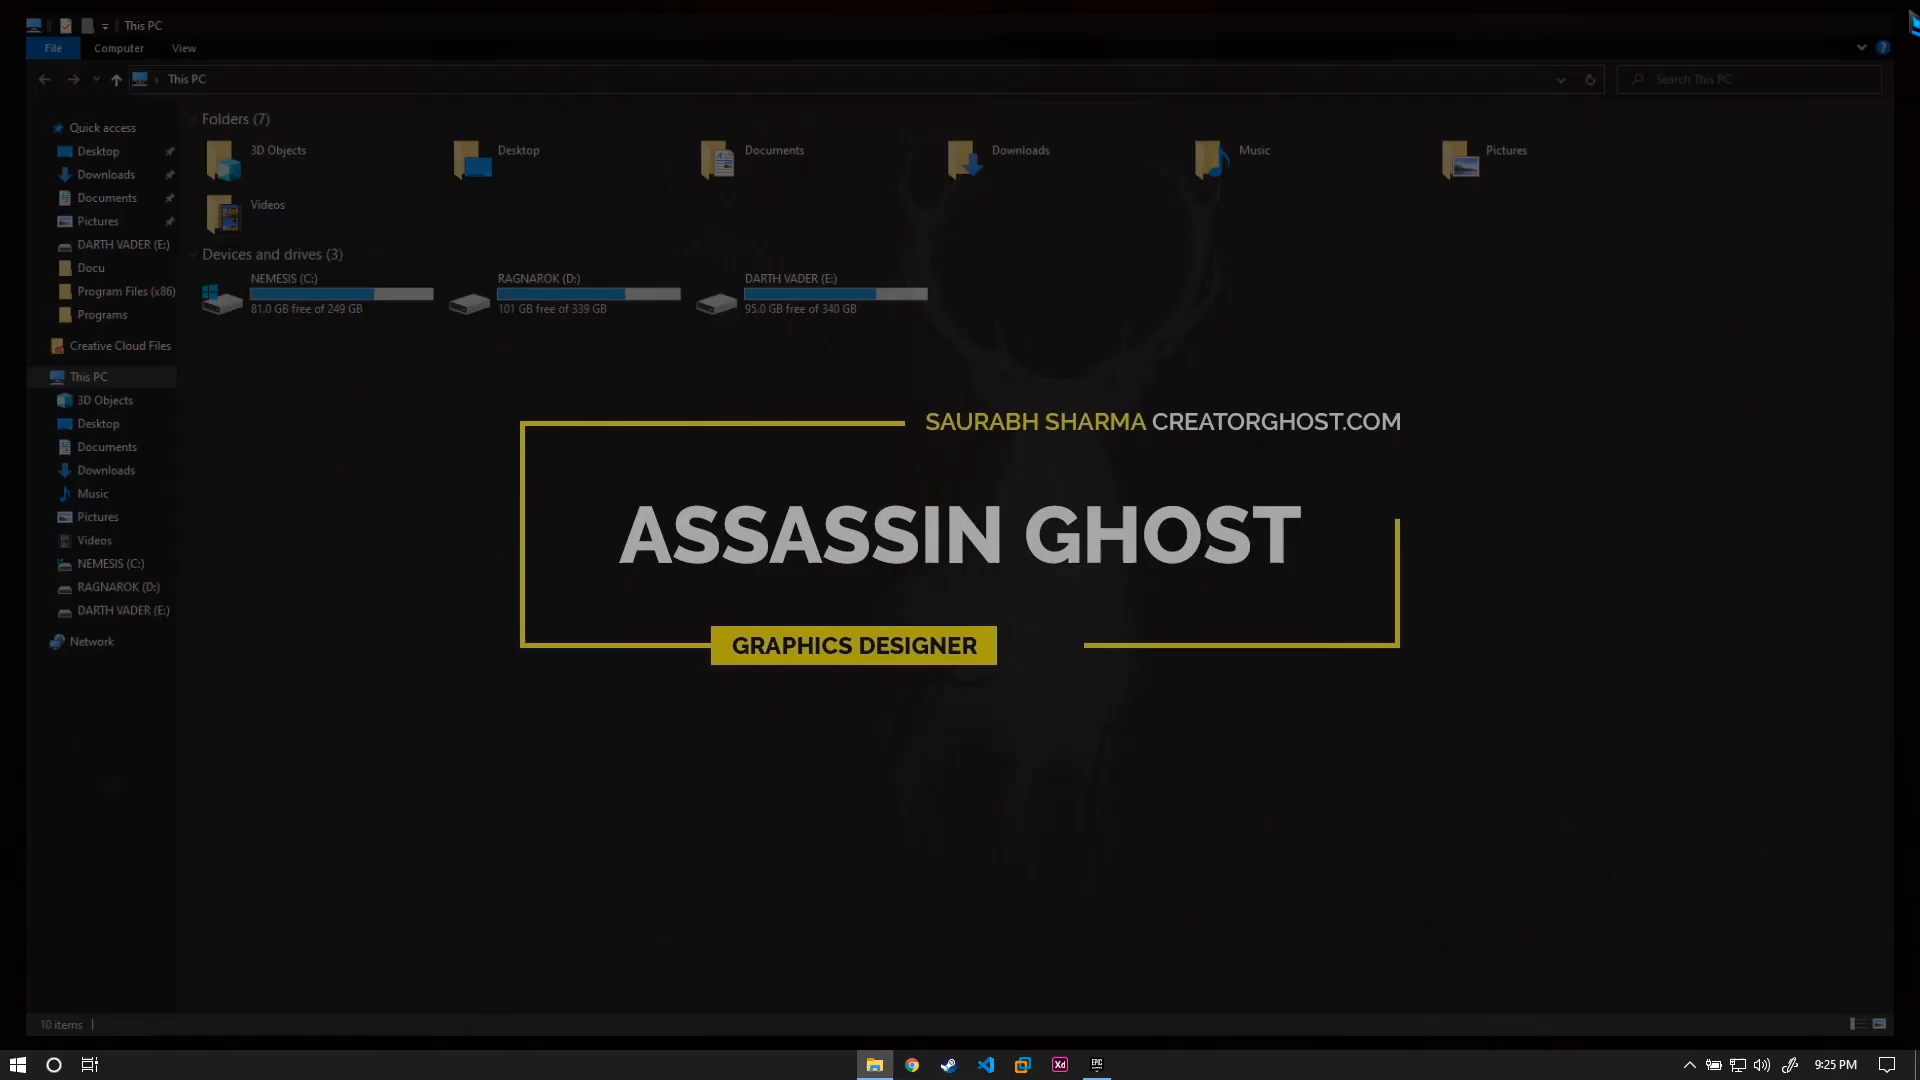 This PC
File Computer View
This PC
Search This PC
Quick access
Desktop
Downloads
Documents
Pictures
DARTH VADER (E:)
Docu
Program Files (x86)
Programs
Creative Cloud Files
This PC
3D Objects
Desktop
Documents
Downloads
Music
Pictures
Videos
NEMESIS (C:)
RAGNAROK (D:)
DARTH VADER (E:)
Network
Folders (7)
3D Objects
Desktop
Documents
Downloads
Music
Pictures
Videos
Devices and drives (3)
NEMESIS (C:)
81.0 GB free of 249 GB
RAGNAROK (D:)
101 GB free of 339 GB
DARTH VADER (E:)
95.0 GB free of 340 GB
SAURABH SHARMA CREATORGHOST.COM
ASSASSIN GHOST
GRAPHICS DESIGNER
10 items
Xd
EPIC
9:25 PM